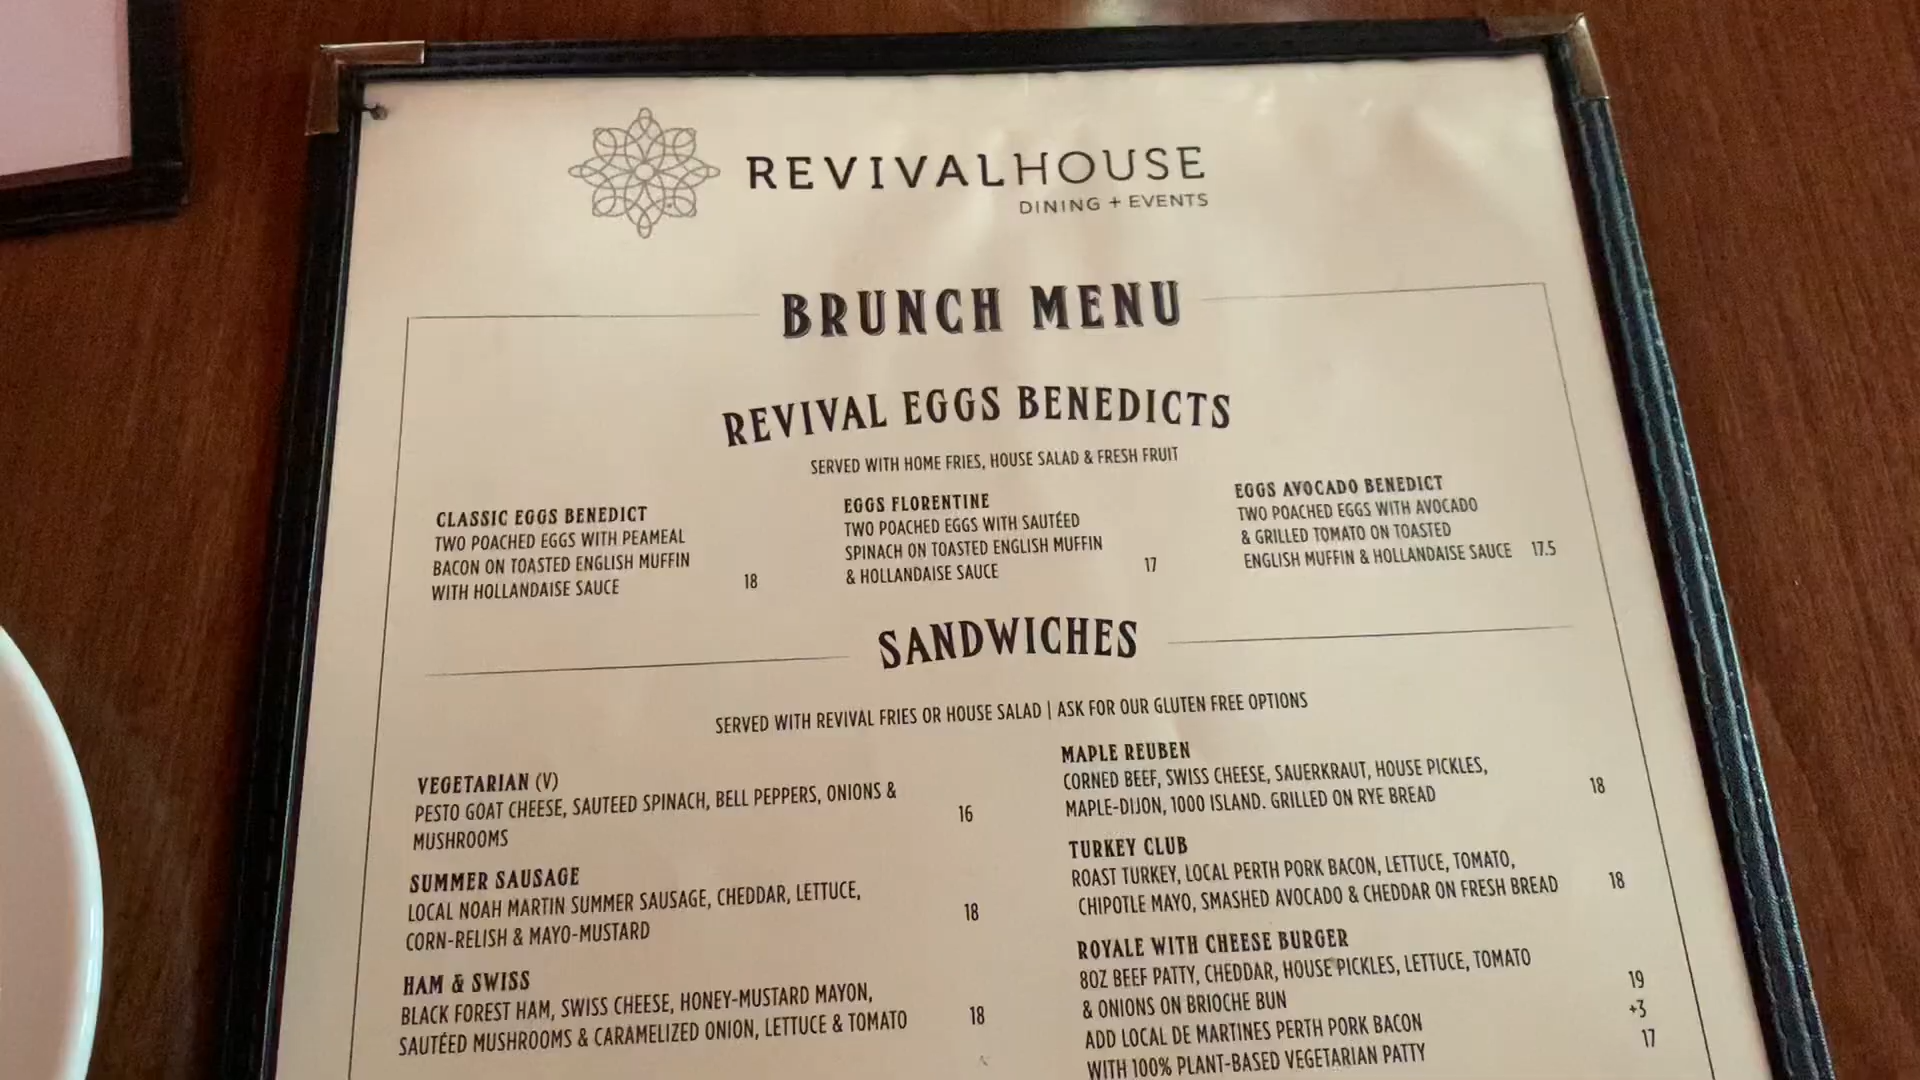 REVIVALHOUSE
DINING + EVENTS
BRUNCH MENU
REVIVAL EGGS BENEDICTS
SERVED WITH HOME FRIES, HOUSE SALAD & FRESH FRUIT
CLASSIC EGGS BENEDICT
TWO POACHED EGGS WITH PEAMEAL
BACON ON TOASTED ENGLISH MUFFIN
WITH HOLLANDAISE SAUCE 18
EGGS FLORENTINE
TWO POACHED EGGS WITH SAUTÉED
SPINACH ON TOASTED ENGLISH MUFFIN
& HOLLANDAISE SAUCE 17
EGGS AVOCADO BENEDICT
TWO POACHED EGGS WITH AVOCADO
& GRILLED TOMATO ON TOASTED
ENGLISH MUFFIN & HOLLANDAISE SAUCE 17.5
SANDWICHES
SERVED WITH REVIVAL FRIES OR HOUSE SALAD | ASK FOR OUR GLUTEN FREE OPTIONS
VEGETARIAN (V)
PESTO GOAT CHEESE, SAUTEED SPINACH, BELL PEPPERS, ONIONS & 16
MUSHROOMS
SUMMER SAUSAGE
LOCAL NOAH MARTIN SUMMER SAUSAGE, CHEDDAR, LETTUCE, 18
CORN-RELISH & MAYO-MUSTARD
HAM & SWISS
BLACK FOREST HAM, SWISS CHEESE, HONEY-MUSTARD MAYON,
SAUTÉED MUSHROOMS & CARAMELIZED ONION, LETTUCE & TOMATO 18
MAPLE REUBEN
CORNED BEEF, SWISS CHEESE, SAUERKRAUT, HOUSE PICKLES,
MAPLE-DIJON, 1000 ISLAND. GRILLED ON RYE BREAD 18
TURKEY CLUB
ROAST TURKEY, LOCAL PERTH PORK BACON, LETTUCE, TOMATO,
CHIPOTLE MAYO, SMASHED AVOCADO & CHEDDAR ON FRESH BREAD 18
ROYALE WITH CHEESE BURGER
8OZ BEEF PATTY, CHEDDAR, HOUSE PICKLES, LETTUCE, TOMATO
& ONIONS ON BRIOCHE BUN 19
ADD LOCAL DE MARTINES PERTH PORK BACON +3
WITH 100% PLANT-BASED VEGETARIAN PATTY 17